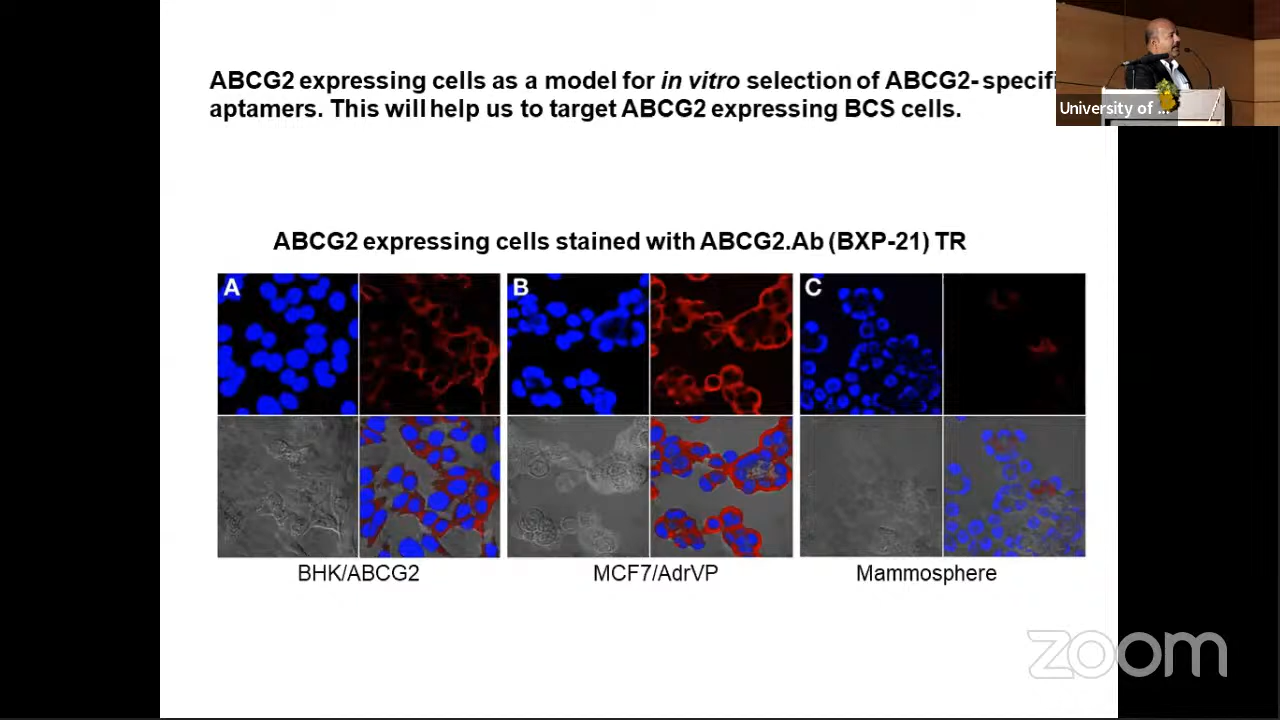 ABCG2 expressing cells as a model for in vitro selection of ABCG2-specifi
aptamers. This will help us to target ABCG2 expressing BCS cells.
University of ...
ABCG2 expressing cells stained with ABCG2.Ab (BXP-21) TR
A
B
C
BHK/ABCG2
MCF7/AdrVP
Mammosphere
zoom